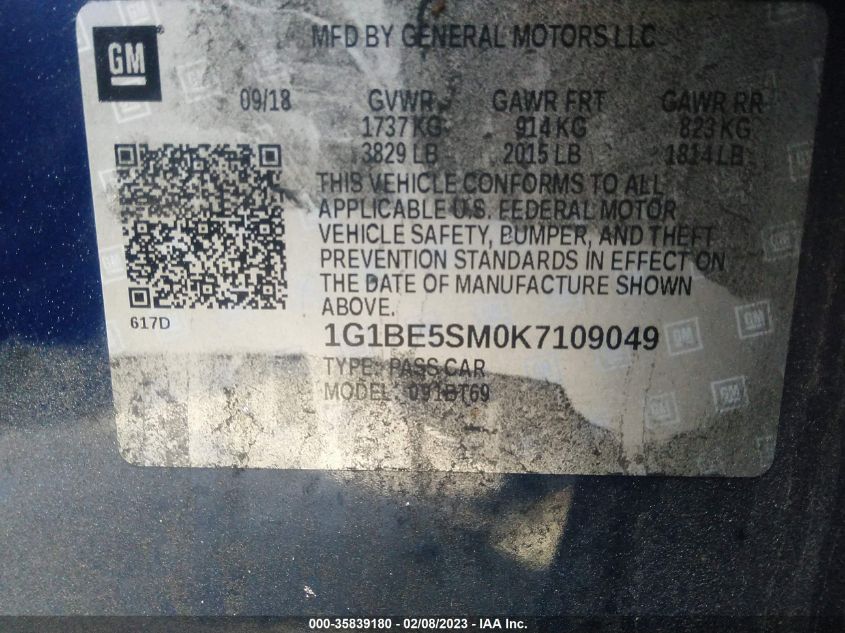 GM
MFD BY GENERAL MOTORS LLC
09/18 GVWR GAWR FRT GAWR RR
1737 KG 914 KG 823 KG
3829 LB 2015 LB 1814 LB
THIS VEHICLE CONFORMS TO ALL
APPLICABLE U.S. FEDERAL MOTOR
VEHICLE SAFETY, BUMPER, AND THEFT
PREVENTION STANDARDS IN EFFECT ON
THE DATE OF MANUFACTURE SHOWN
ABOVE.
617D
1G1BE5SM0K7109049
TYPE: PASS CAR
MODEL: 091BT69
000-35839180 - 02/08/2023 - IAA Inc.